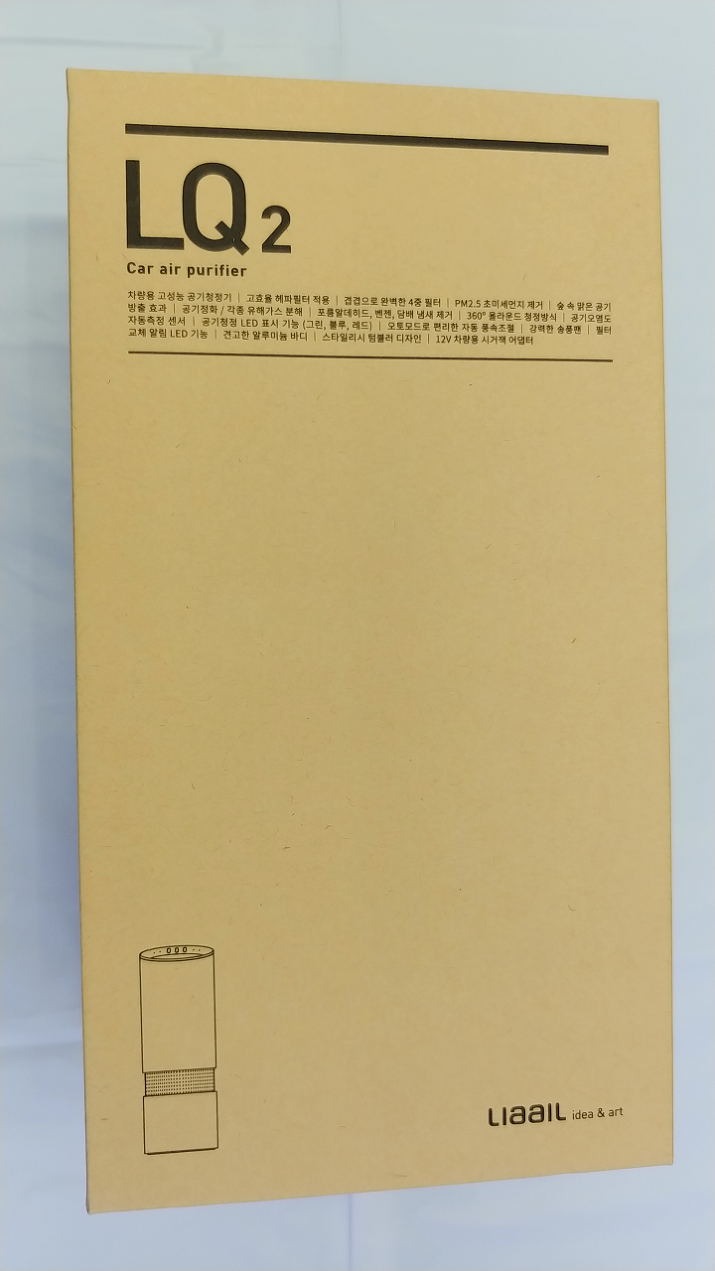 LQ2
Car air purifier
차량용 고성능 공기청정기 | 고효율 헤파필터 적용 | 겹겹으로 완벽한 4중 필터 | PM2.5 초미세먼지 제거 | 숲 속 맑은 공기
방출 효과 | 공기정화 / 각종 유해가스 분해 | 포름알데히드, 벤젠, 담배 냄새 제거 | 360° 올라운드 청정방식 | 공기오염도
자동측정 센서 | 공기청정 LED 표시 기능 (그린, 블루, 레드) | 오토모드로 편리한 자동 풍속조절 | 강력한 송풍팬 | 필터
교체 알림 LED 기능 | 견고한 알루미늄 바디 | 스타일리시 텀블러 디자인 | 12V 차량용 시거잭 어댑터
LIaaIL idea & art